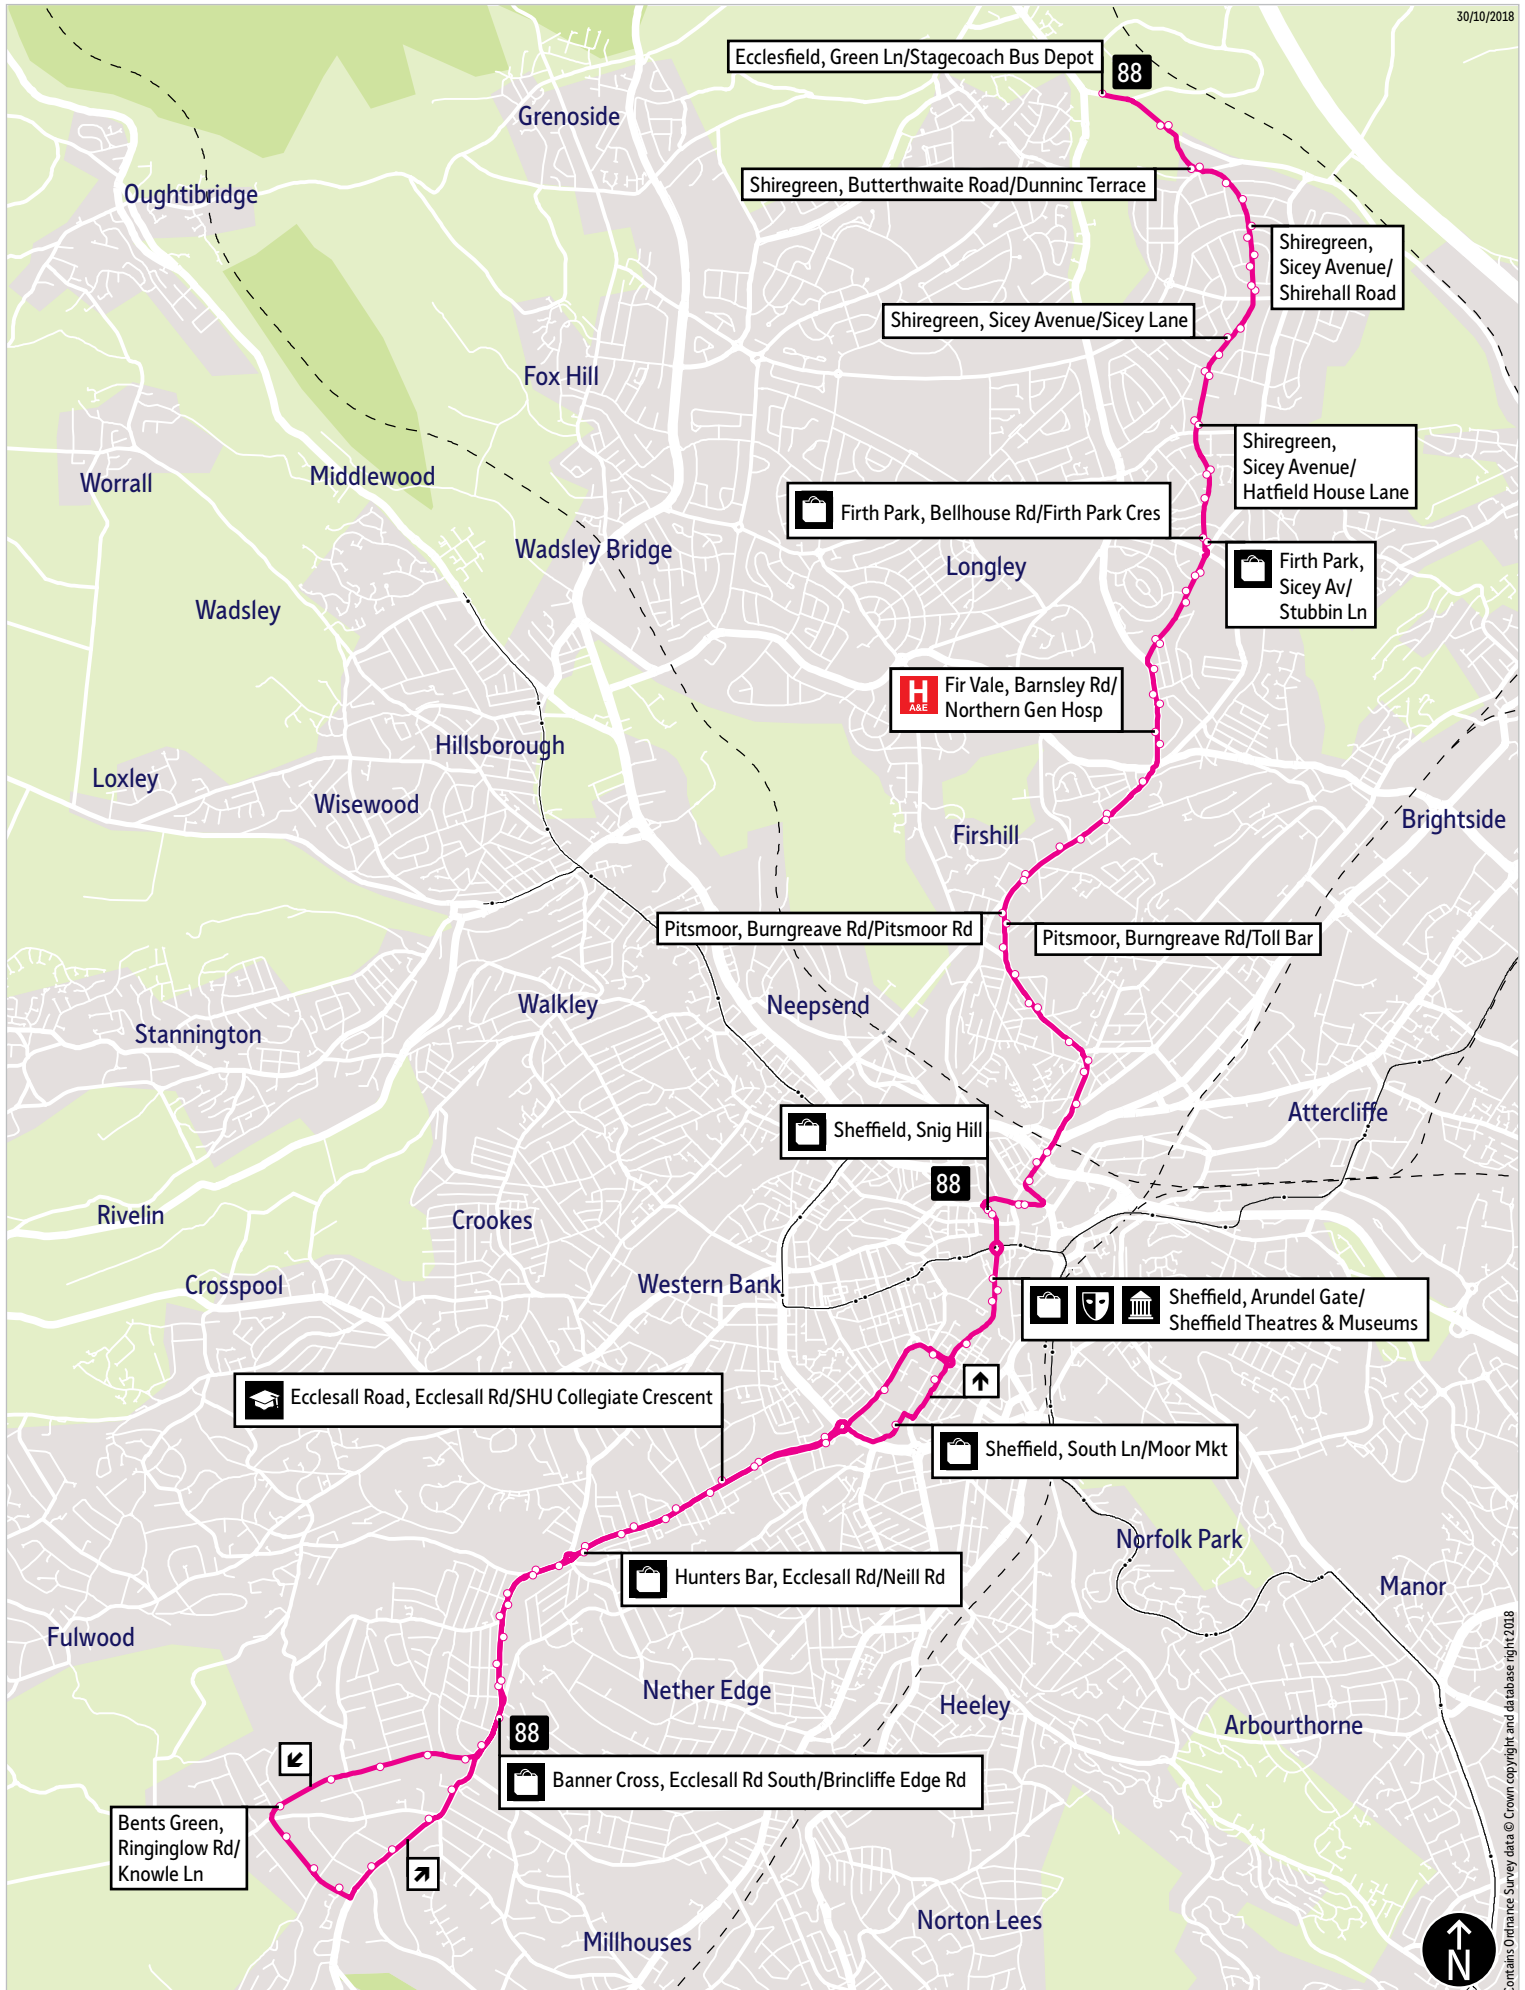 30/10/2018
Ecclesfield, Green Ln/Stagecoach Bus Depot
88
Grenoside
Shiregreen, Butterthwaite Road/Dunninc Terrace
Oughtibridge
Shiregreen,
Sicey Avenue/
Shirehall Road
Shiregreen, Sicey Avenue/Sicey Lane
Fox Hill
Shiregreen,
Sicey Avenue/
Hatfield House Lane
Worrall
Middlewood
Firth Park, Bellhouse Rd/Firth Park Cres
Wadsley Bridge
Longley
Firth Park,
Sicey Av/
Stubbin Ln
Wadsley
H
A&E
Fir Vale, Barnsley Rd/
Northern Gen Hosp
Hillsborough
Loxley
Wisewood
Brightside
Firshill
Pitsmoor, Burngreave Rd/Pitsmoor Rd
Pitsmoor, Burngreave Rd/Toll Bar
Walkley
Neepsend
Stannington
Attercliffe
Sheffield, Snig Hill
88
Rivelin
Crookes
Crosspool
Western Bank
Sheffield, Arundel Gate/
Sheffield Theatres & Museums
Ecclesall Road, Ecclesall Rd/SHU Collegiate Crescent
Sheffield, South Ln/Moor Mkt
Norfolk Park
Hunters Bar, Ecclesall Rd/Neill Rd
Manor
Fulwood
Nether Edge
Heeley
Arbourthorne
88
Banner Cross, Ecclesall Rd South/Brincliffe Edge Rd
Bents Green,
Ringinglow Rd/
Knowle Ln
Norton Lees
Millhouses
N
Contains Ordnance Survey data © Crown copyright and database right 2018